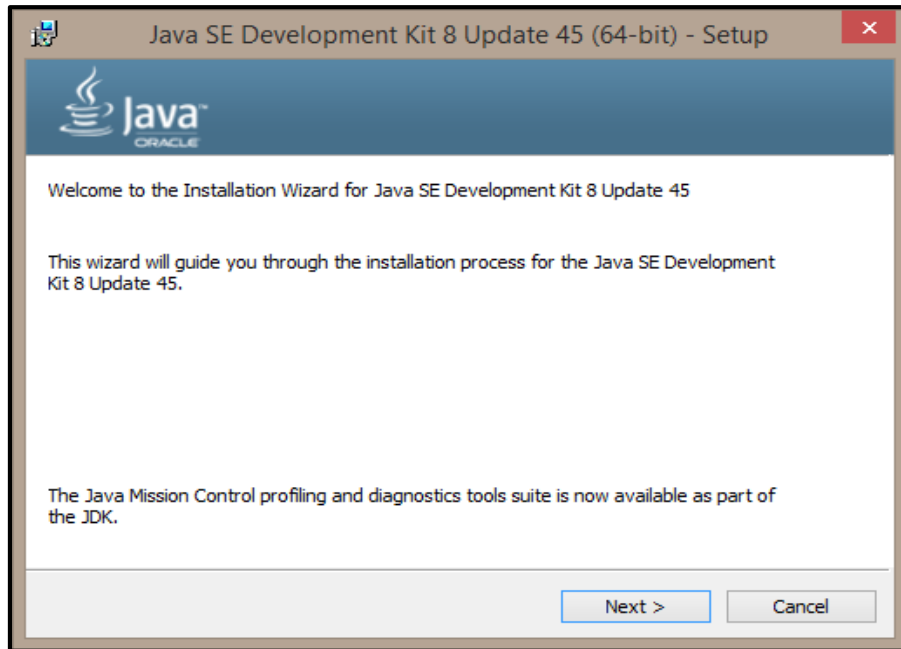 Java SE Development Kit 8 Update 45 (64-bit) - Setup
Java™
ORACLE
Welcome to the Installation Wizard for Java SE Development Kit 8 Update 45
This wizard will guide you through the installation process for the Java SE Development
Kit 8 Update 45.
The Java Mission Control profiling and diagnostics tools suite is now available as part of
the JDK.
Next >
Cancel